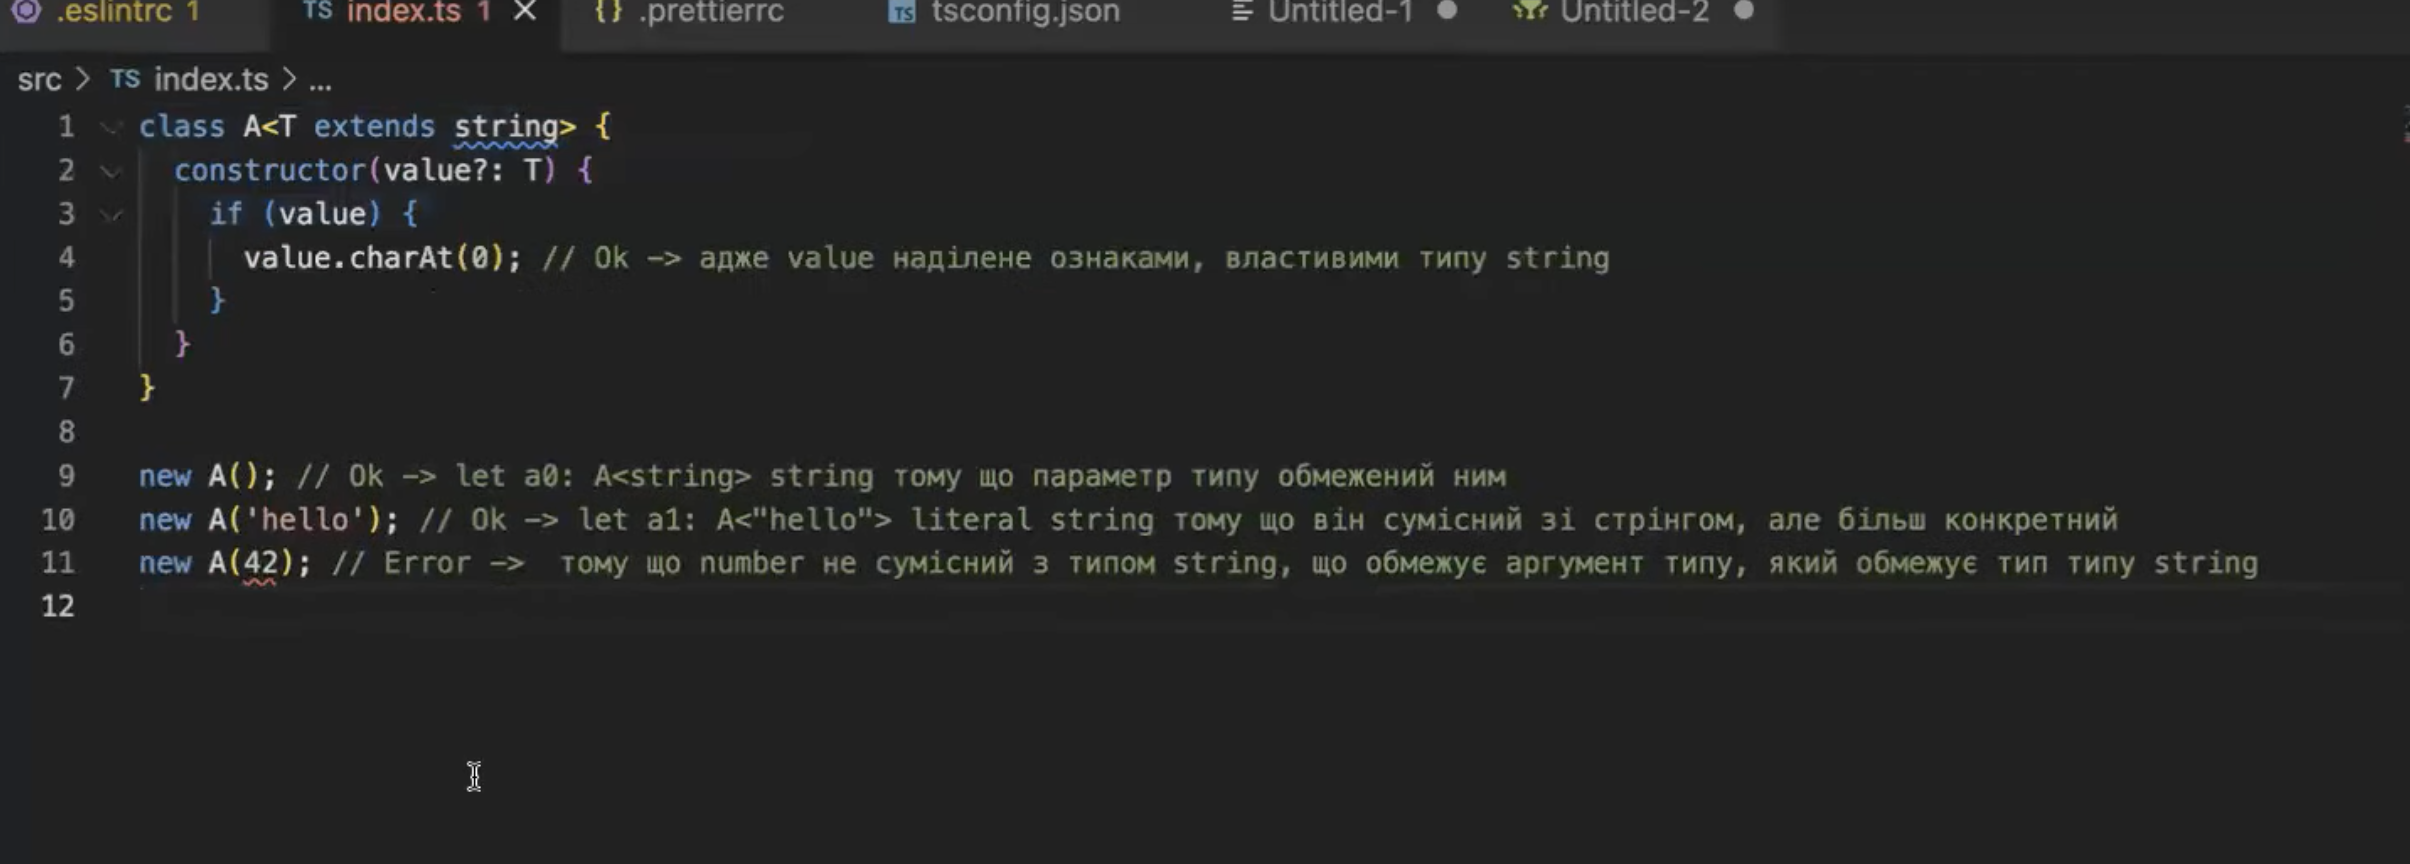 .eslintrc 1 TS index.ts 1 {} .prettierrc TS tsconfig.json Untitled-1 Untitled-2
src > TS index.ts > ...
1 class A<T extends string> {
2 constructor(value?: T) {
3 if (value) {
4 value.charAt(0); // Ok -> адже value наділене ознаками, властивими типу string
5 }
6 }
7 }
8
9 new A(); // Ok -> let a0: A<string> string тому що параметр типу обмежений ним
10 new A('hello'); // Ok -> let a1: A<"hello"> literal string тому що він сумісний зі стрінгом, але більш конкретний
11 new A(42); // Error -> тому що number не сумісний з типом string, що обмежує аргумент типу, який обмежує тип типу string
12